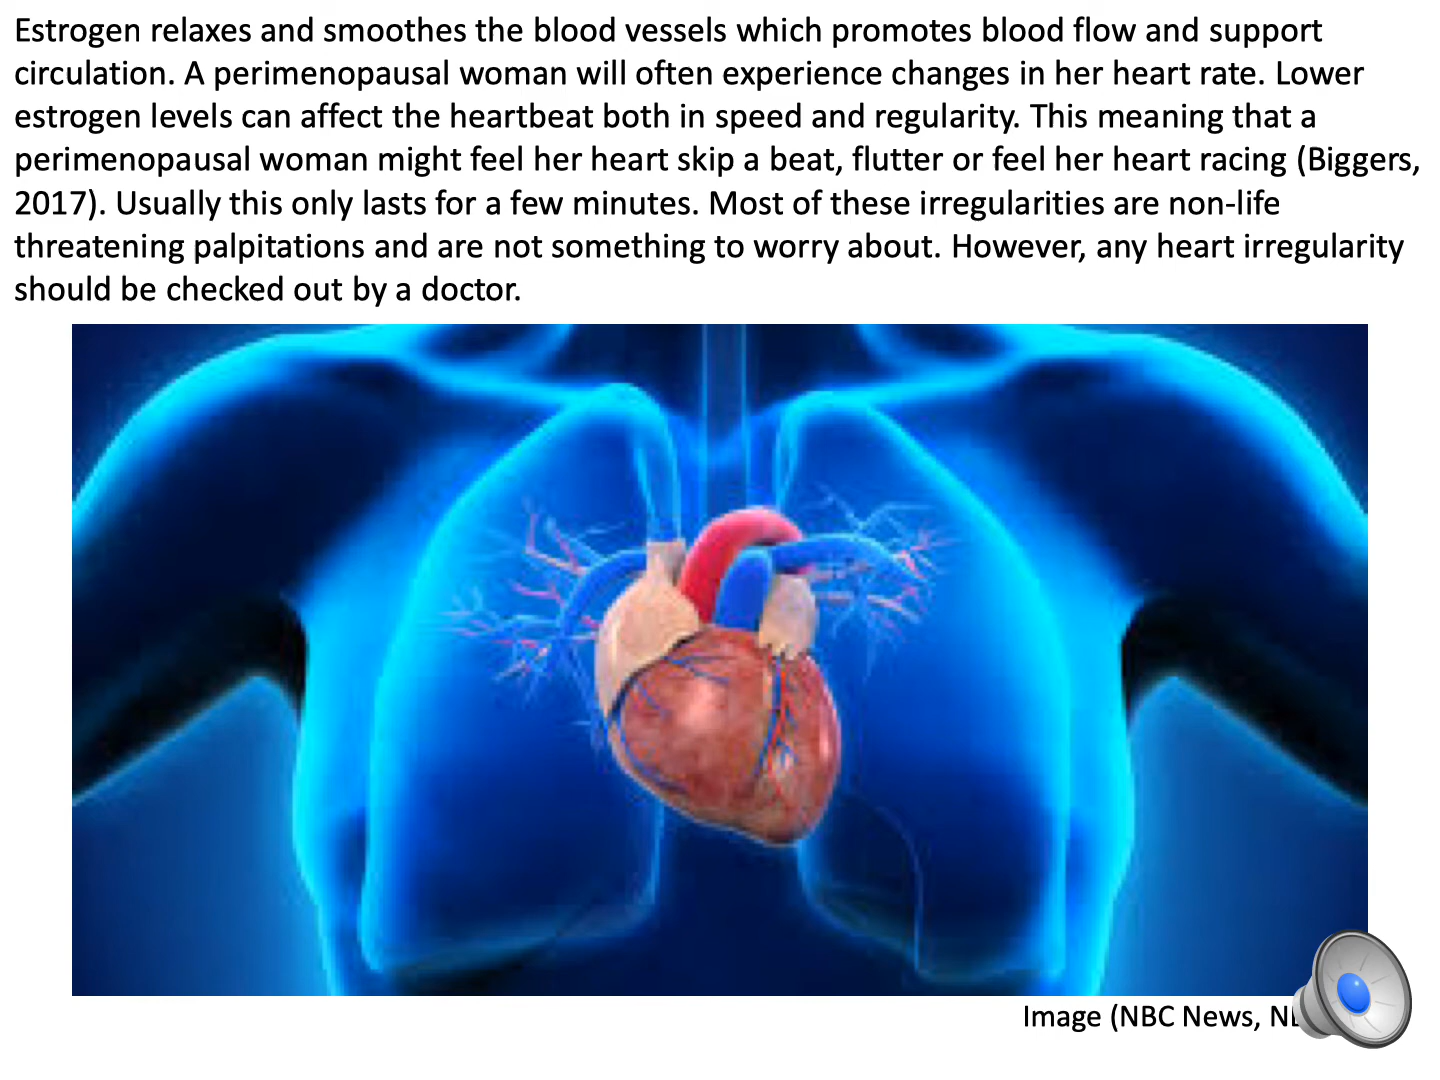 Estrogen relaxes and smoothes the blood vessels which promotes blood flow and support
circulation. A perimenopausal woman will often experience changes in her heart rate. Lower
estrogen levels can affect the heartbeat both in speed and regularity. This meaning that a
perimenopausal woman might feel her heart skip a beat, flutter or feel her heart racing (Biggers,
2017). Usually this only lasts for a few minutes. Most of these irregularities are non-life
threatening palpitations and are not something to worry about. However, any heart irregularity
should be checked out by a doctor.
Image (NBC News,